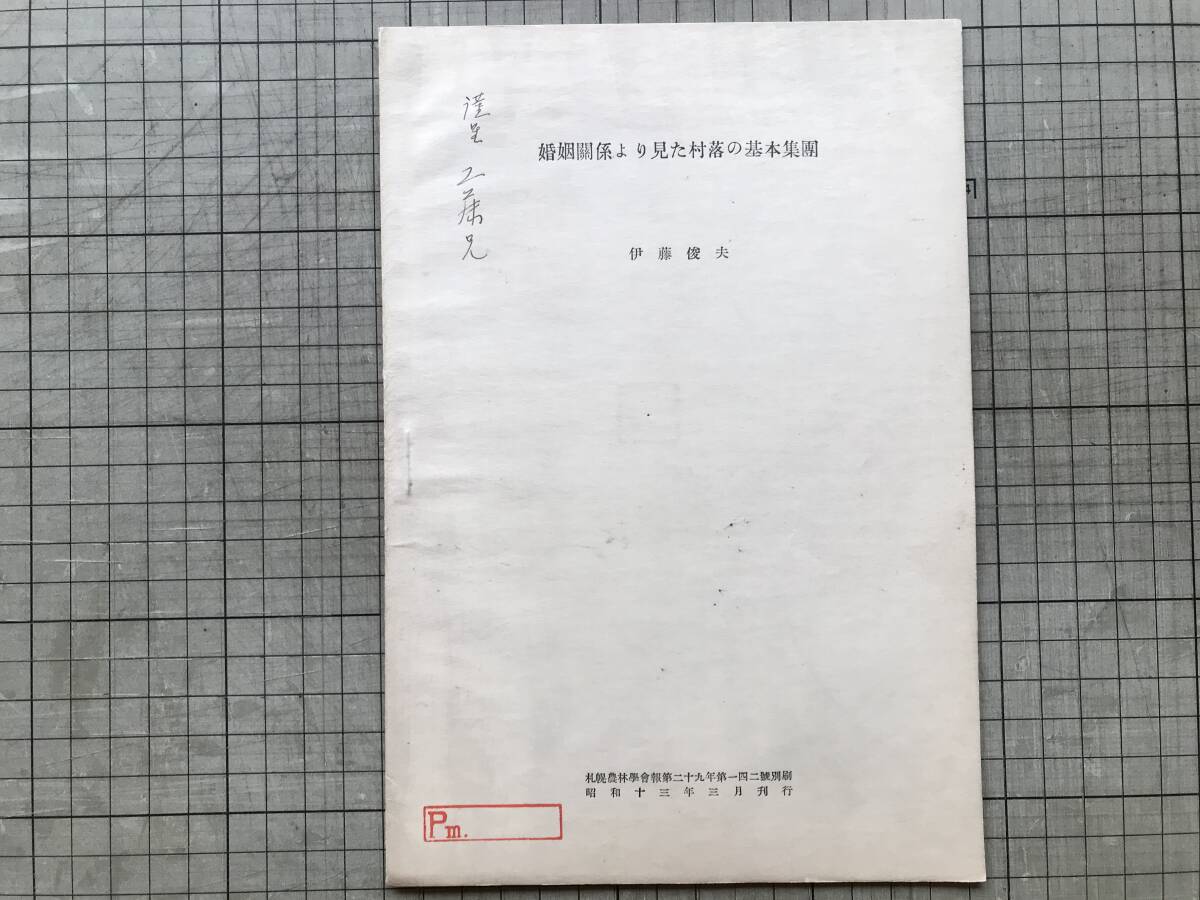 謹呈 工藤兄
婚姻關係より見た村落の基本集團
伊藤俊夫
札幌農林學會報第二十九年第一四二號別刷
昭和十三年三月刊行
Pm.